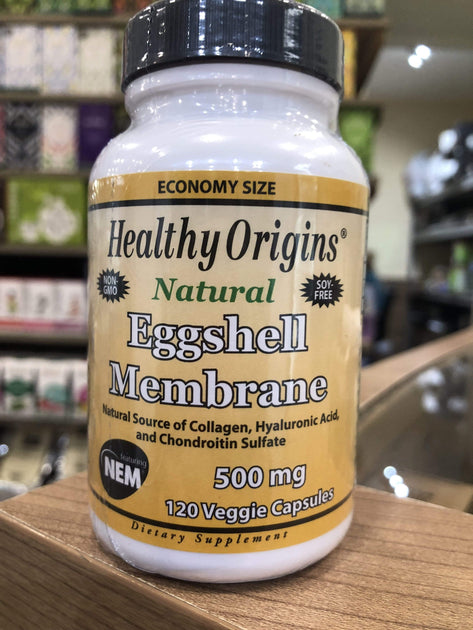 ECONOMY SIZE
Healthy Origins®
NON-
GMO
Natural
SOY-
FREE
Eggshell
Membrane
Natural Source of Collagen, Hyaluronic Acid,
and Chondroitin Sulfate
featuring
NEM
500 mg
120 Veggie Capsules
Dietary Supplement